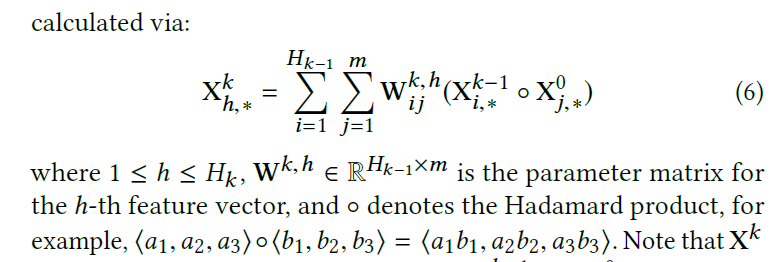 calculated via:
X^k_{h,*} = \sum_{i=1}^{H_{k-1}} \sum_{j=1}^{m} W^{k,h}_{ij} (X^{k-1}_{i,*} ∘ X^0_{j,*}) (6)
where 1 ≤ h ≤ H_k, W^{k,h} ∈ ℝ^{H_{k-1}×m} is the parameter matrix for
the h-th feature vector, and ∘ denotes the Hadamard product, for
example, ⟨a_1, a_2, a_3⟩∘⟨b_1, b_2, b_3⟩ = ⟨a_1b_1, a_2b_2, a_3b_3⟩. Note that X^k